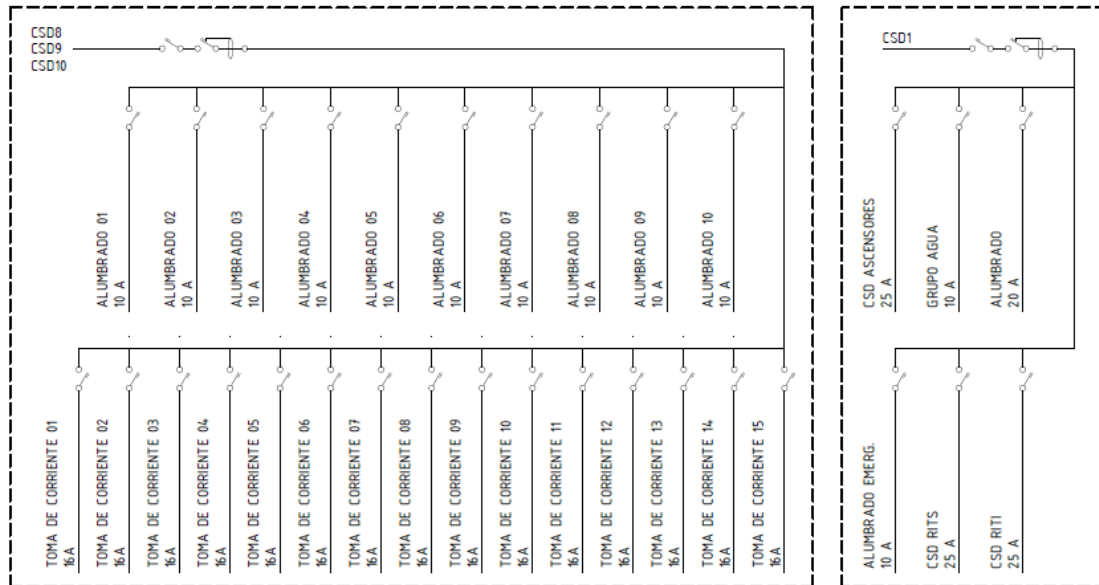 CSD8
CSD9
CSD10
ALUMBRADO 01
10 A
ALUMBRADO 02
10 A
ALUMBRADO 03
10 A
ALUMBRADO 04
10 A
ALUMBRADO 05
10 A
ALUMBRADO 06
10 A
ALUMBRADO 07
10 A
ALUMBRADO 08
10 A
ALUMBRADO 09
10 A
ALUMBRADO 10
10 A
TOMA DE CORRIENTE 01
16A
TOMA DE CORRIENTE 02
16A
TOMA DE CORRIENTE 03
16A
TOMA DE CORRIENTE 04
16A
TOMA DE CORRIENTE 05
16A
TOMA DE CORRIENTE 06
16A
TOMA DE CORRIENTE 07
16A
TOMA DE CORRIENTE 08
16A
TOMA DE CORRIENTE 09
16A
TOMA DE CORRIENTE 10
16A
TOMA DE CORRIENTE 11
16A
TOMA DE CORRIENTE 12
16A
TOMA DE CORRIENTE 13
16A
TOMA DE CORRIENTE 14
16A
TOMA DE CORRIENTE 15
16A
CSD1
CSD ASCENSORES
25 A
GRUPO AGUA
10 A
ALUMBRADO
20 A
ALUMBRADO EMERG.
10 A
CSD RITS
25 A
CSD RITI
25 A